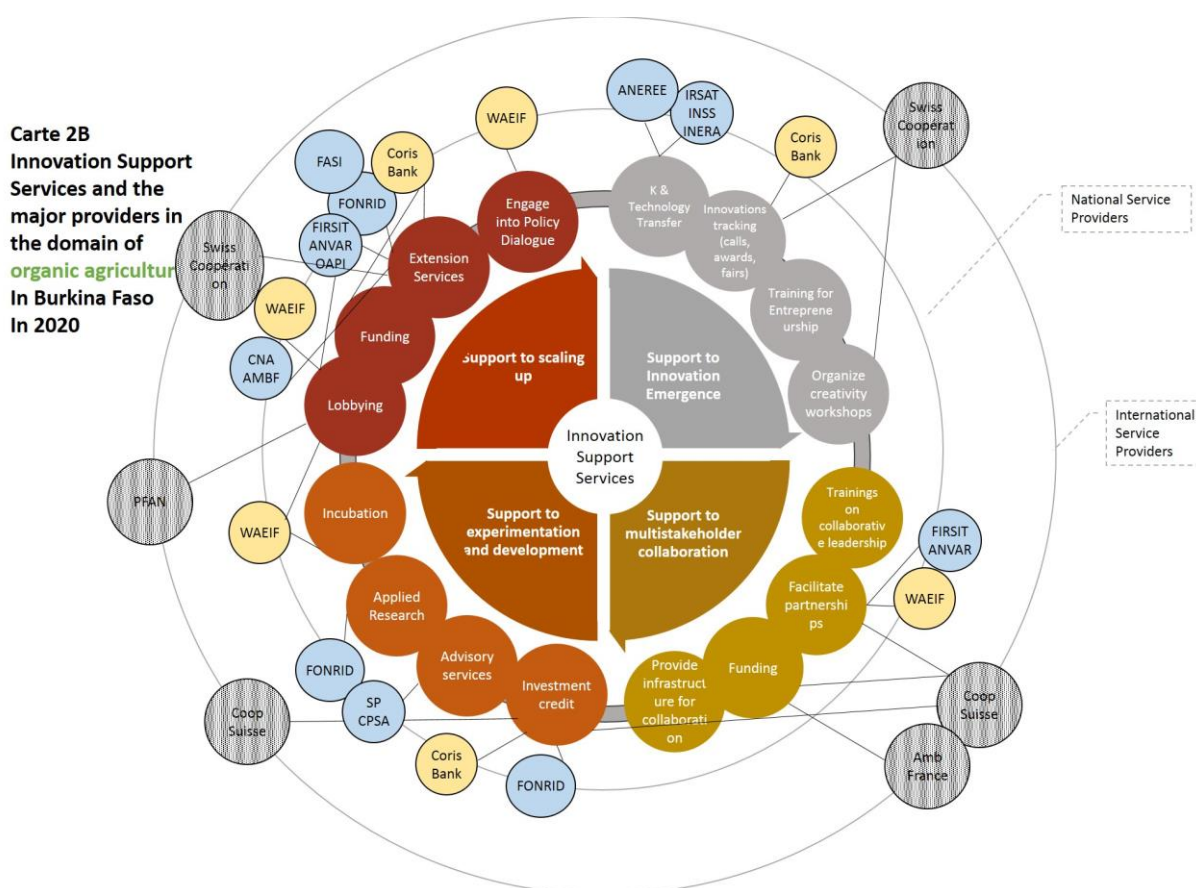 Carte 2B
Innovation Support
Services and the
major providers in
the domain of
organic agricultur
In Burkina Faso
In 2020
WAEIF
ANEREE
IRSAT
INSS
INERA
Coris
Bank
Swiss
Coopérat
ion
National Service
Providers
International
Service
Providers
FASI
Coris
Bank
FONRID
FIRSIT
ANVAR
OAPI
Swiss
Coopérati
on
WAEIF
CNA
AMBF
PFAN
WAEIF
Engage
into Policy
Dialogue
Extension
Services
Funding
Lobbying
K &
Technology
Transfer
Innovations
tracking
(calls,
awards,
fairs)
Training for
Entreprene
urship
Organize
creativity
workshops
Support to scaling
up
Support to
Innovation
Emergence
Innovation
Support
Services
Support to
experimentation
and development
Support to
multistakeholder
collaboration
Incubation
Applied
Research
Advisory
services
Investment
credit
Trainings
on
collaborativ
e leadership
Facilitate
partnershi
ps
Funding
Provide
infrastruct
ure for
collaborati
on
FIRSIT
ANVAR
WAEIF
FONRID
SP
CPSA
Coop
Suisse
Coris
Bank
FONRID
Coop
Suisse
Amb
France